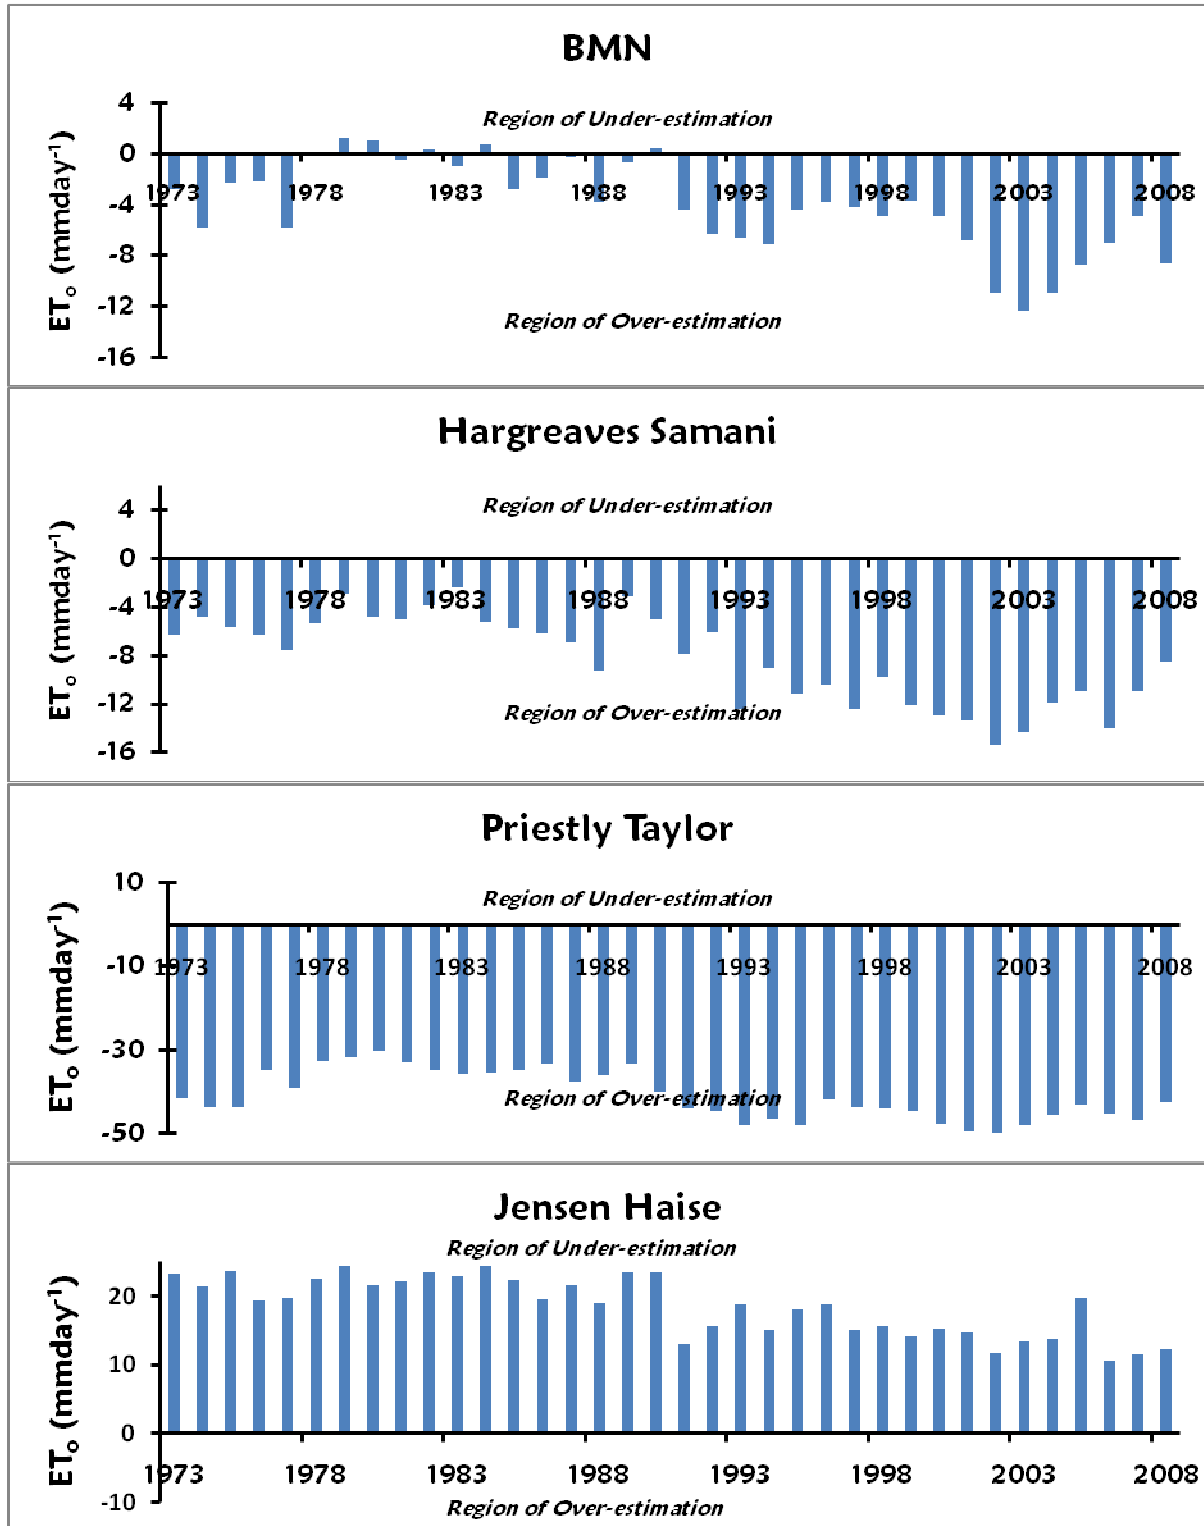 BMN
4
Region of Under-estimation
0
1973 1978 1983 1988 1993 1998 2003 2008
-4
-8
-12
Region of Over-estimation
-16
ETo (mmday-1)
Hargreaves Samani
4
Region of Under-estimation
0
1973 1978 1983 1988 1993 1998 2003 2008
-4
-8
-12
Region of Over-estimation
-16
ETo (mmday-1)
Priestly Taylor
10
Region of Under-estimation
-10
1973 1978 1983 1988 1993 1998 2003 2008
-30
Region of Over-estimation
-50
ETo (mmday-1)
Jensen Haise
Region of Under-estimation
20
10
0
1973 1978 1983 1988 1993 1998 2003 2008
-10
Region of Over-estimation
ETo (mmday-1)